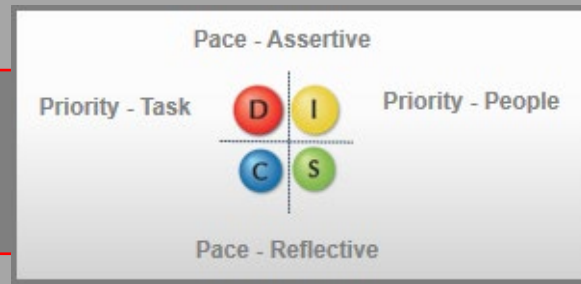 Pace - Assertive
Priority - Task
Priority - People
D I
C S
Pace - Reflective